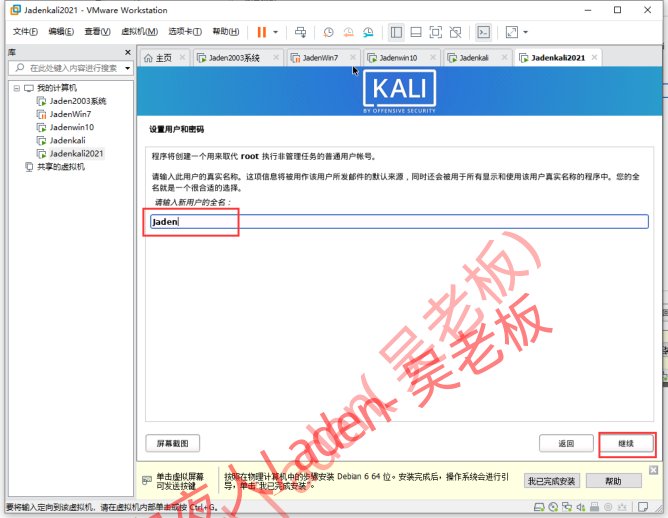 Jadenkali2021 - VMware Workstation
文件(F) 编辑(E) 查看(V) 虚拟机(M) 选项卡(T) 帮助(H)
库
在此处键入内容进行搜索
我的计算机
Jaden2003系统
JadenWin7
Jadenwin10
Jadenkali
Jadenkali2021
共享的虚拟机
主页 Jaden2003系统 JadenWin7 Jadenwin10 Jadenkali Jadenkali2021
KALI
BY OFFENSIVE SECURITY
设置用户和密码
程序将创建一个用来取代 root 执行非管理任务的普通用户帐号。
请输入此用户的真实名称。这项信息将被用作该用户所发邮件的默认来源，同时还会被用于所有显示和使用该用户真实名称的程序中。您的全
名就是一个很合适的选择。
请输入新用户的全名：
Jaden
屏幕截图 返回 继续
单击虚拟屏幕
可发送按键
按照在物理计算机中的步骤安装 Debian 6 64 位。安装完成后，操作系统会进行引
导，单击"我已完成安装"。
我已完成安装 帮助
要将输入定向到该虚拟机，请在虚拟机内部单击或按 Ctrl+G。
吴老板)
Jaden- 吴老板